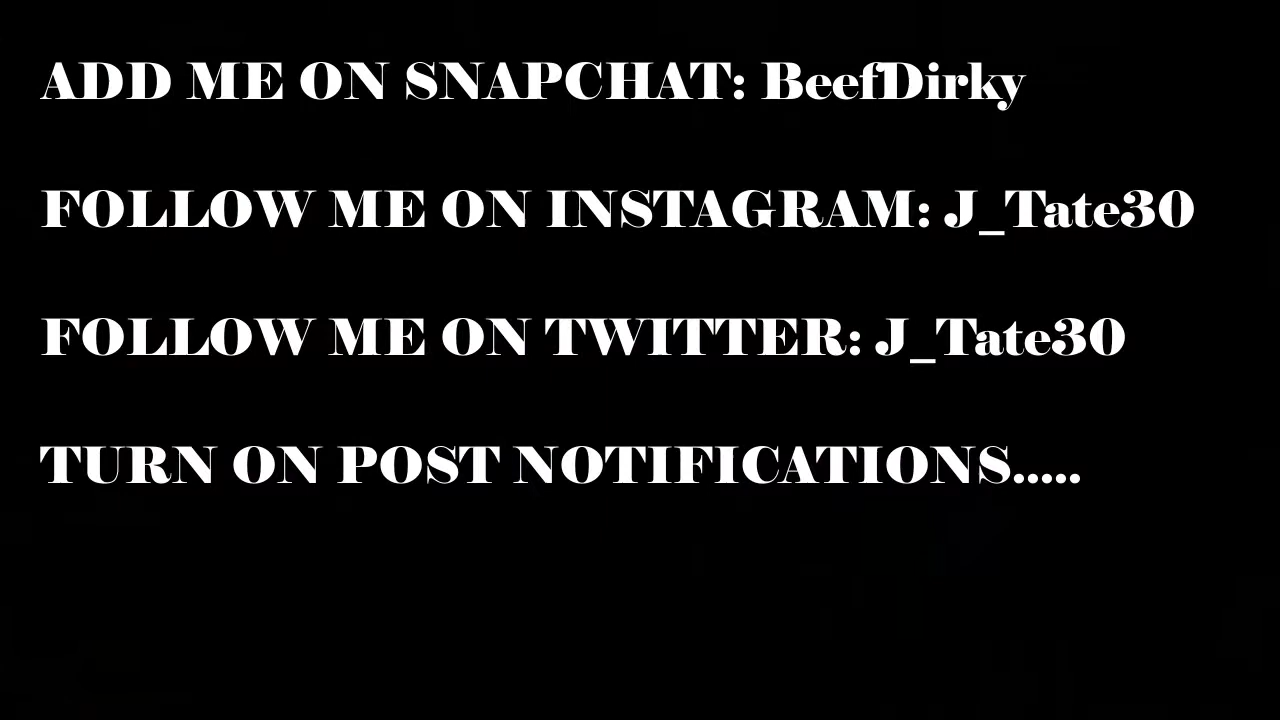 ADD ME ON SNAPCHAT: BeefDirky
FOLLOW ME ON INSTAGRAM: J_Tate30
FOLLOW ME ON TWITTER: J_Tate30
TURN ON POST NOTIFICATIONS.....